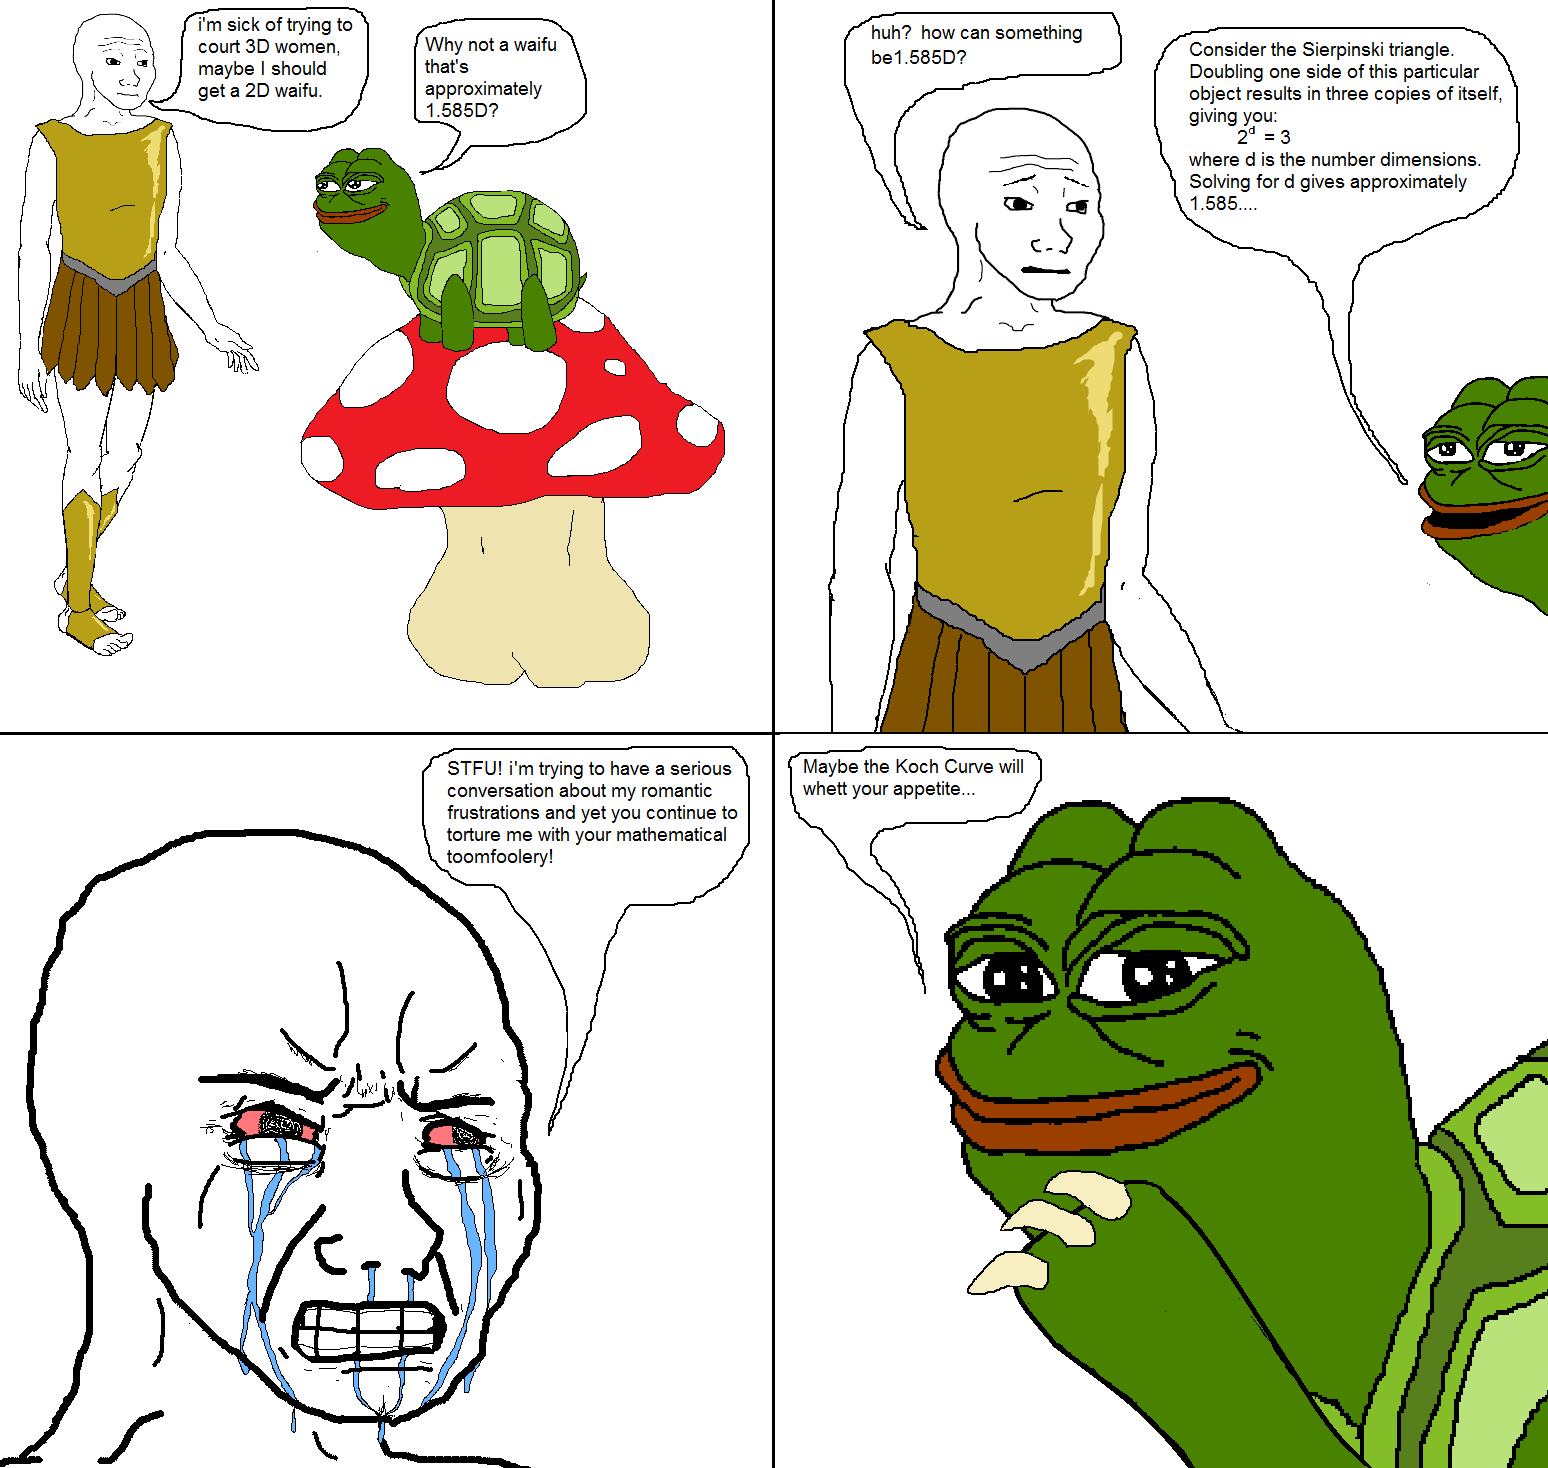 i'm sick of trying to
court 3D women,
maybe I should
get a 2D waifu.
Why not a waifu
that's
approximately
1.585D?
huh?  how can something
be1.585D?
Consider the Sierpinski triangle.
Doubling one side of this particular
object results in three copies of itself,
giving you:
2^d = 3
where d is the number dimensions.
Solving for d gives approximately
1.585....
STFU! i'm trying to have a serious
conversation about my romantic
frustrations and yet you continue to
torture me with your mathematical
toomfoolery!
Maybe the Koch Curve will
whett your appetite...